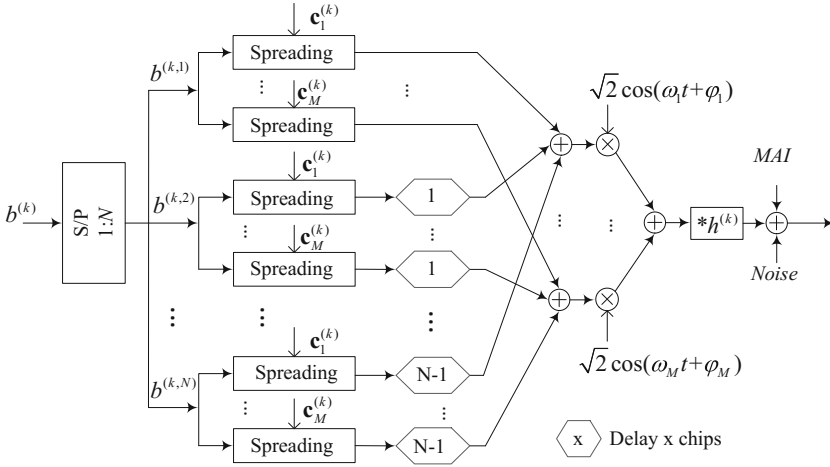 c₁⁽ᵏ⁾
Spreading
b⁽ᵏ,¹⁾
... c_M⁽ᵏ⁾ ...
Spreading
√2 cos(ω₁t+φ₁)
c₁⁽ᵏ⁾
MAI
b⁽ᵏ⁾
S/P
1:N
b⁽ᵏ,²⁾
Spreading
1
... c_M⁽ᵏ⁾ ...
*h⁽ᵏ⁾
Spreading
1
Noise
c₁⁽ᵏ⁾
Spreading
N-1
√2 cos(ω_Mt+φ_M)
b⁽ᵏ,ᴺ⁾
... c_M⁽ᵏ⁾ ...
Spreading
N-1
x Delay x chips